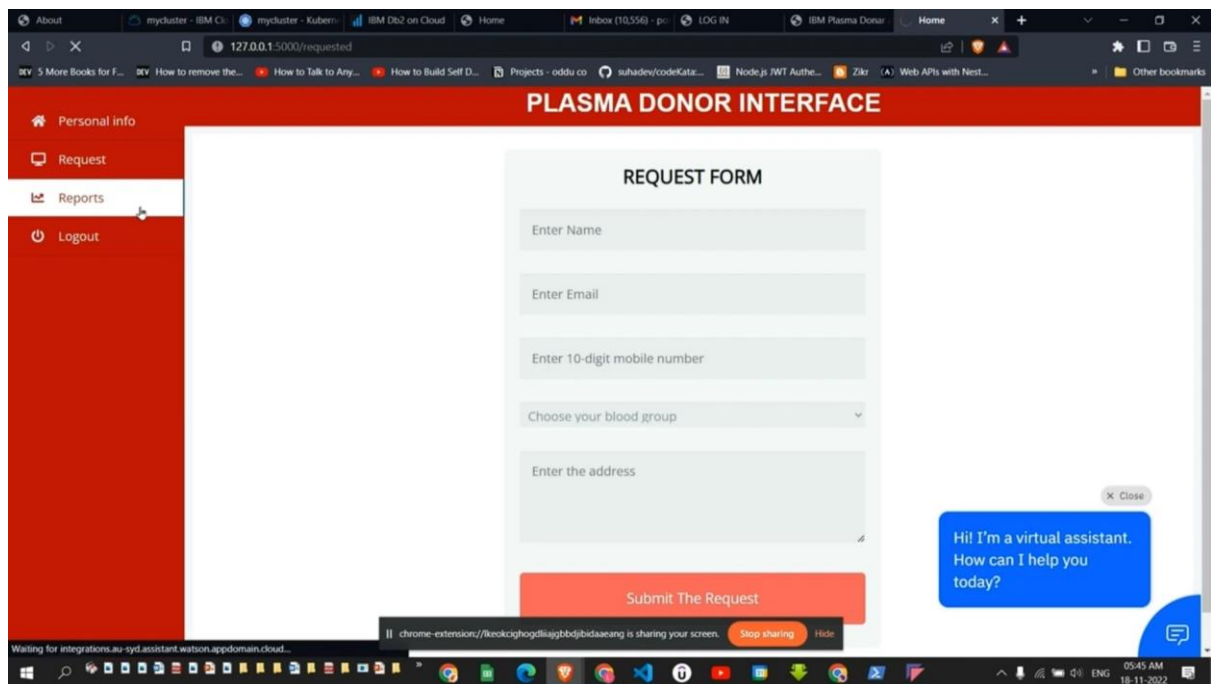 About
mycluster - IBM Cl
mycluster - Kubern
IBM Db2 on Cloud
Home
Inbox (10,556) - po
LOG IN
IBM Plasma Donar
Home
127.0.0.1:5000/requested
5 More Books for F...
How to remove the...
How to Talk to Any...
How to Build Self D...
Projects - oddu co
suhadev/codeKata:...
Node.js JWT Authe...
Zikr
Web APIs with Nest...
Other bookmarks
PLASMA DONOR INTERFACE
Personal info
Request
Reports
Logout
REQUEST FORM
Enter Name
Enter Email
Enter 10-digit mobile number
Choose your blood group
Enter the address
Submit The Request
Close
Hi! I'm a virtual assistant.
How can I help you
today?
is sharing your screen.
Stop sharing
Hide
Waiting for integrations.au-syd.assistant.watson.appdomain.cloud...
ENG
05:45 AM
18-11-2022